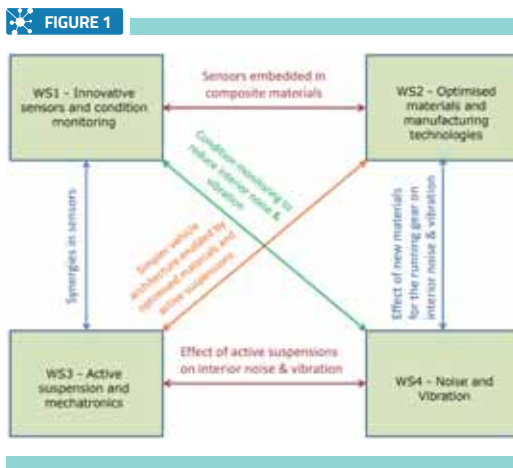 FIGURE 1
WS1 - Innovative
sensors and condition
monitoring
Sensors embedded in
composite materials
WS2 - Optimised
materials and
manufacturing
technologies
Condition monitoring to
reduce interior noise &
vibration
Synergies in sensors
Simpler vehicle
architecture enabled by
optimised materials and
active suspensions
Effect of new materials
for the running gear on
interior noise & vibration
WS3 - Active
suspension and
mechatronics
Effect of active suspensions
on interior noise & vibration
WS4 - Noise and
Vibration